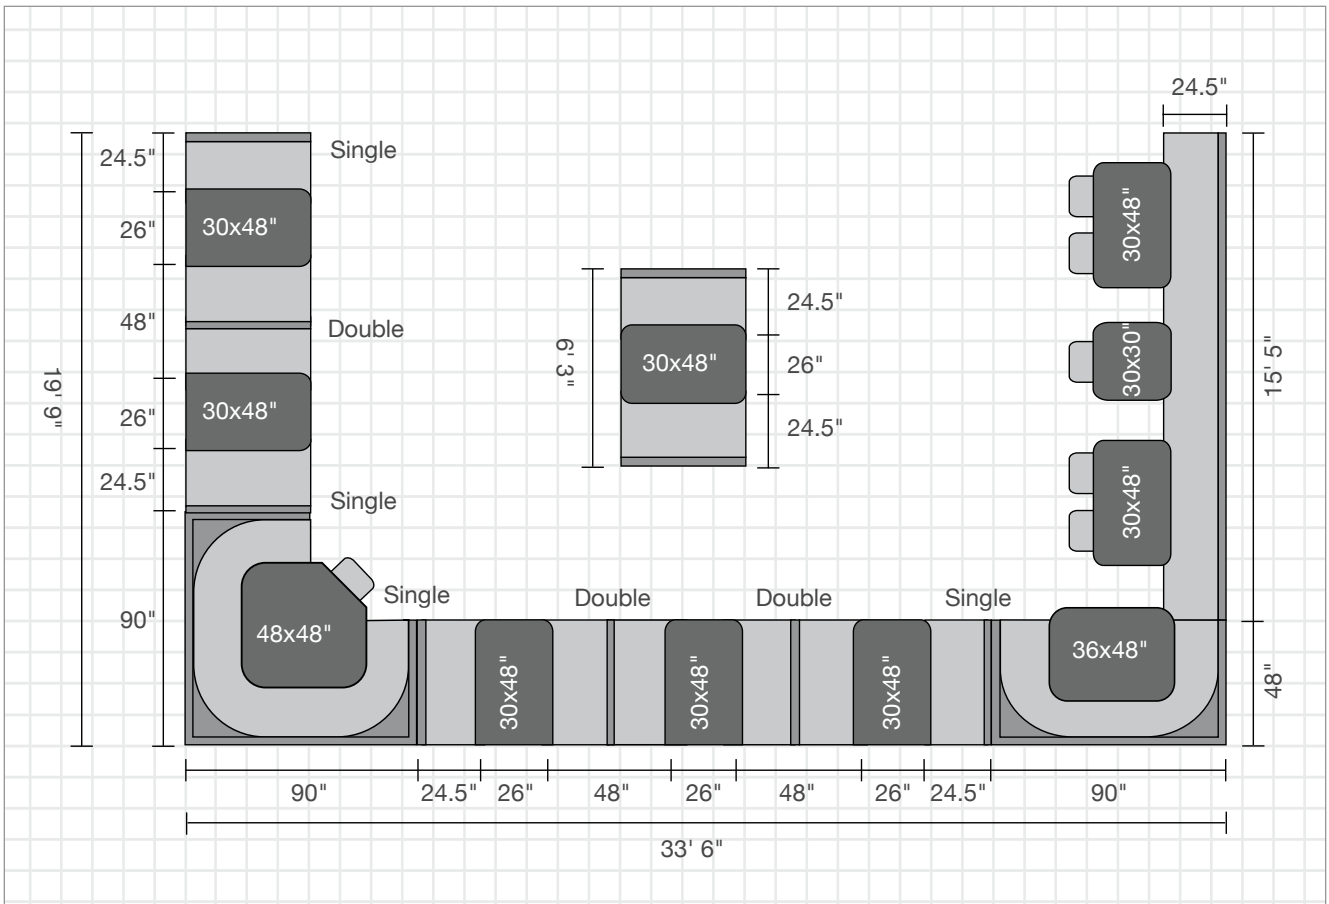 24.5"
24.5"
Single
26"
30x48"
48"
Double
26"
30x48"
24.5"
Single
19' 9"
90"
48x48"
Single
6' 3"
24.5"
30x48"
26"
24.5"
30x48"
30x30"
30x48"
15' 5"
Double
Double
Single
30x48"
30x48"
30x48"
36x48"
48"
90"
24.5"
26"
48"
26"
48"
26"
24.5"
90"
33' 6"